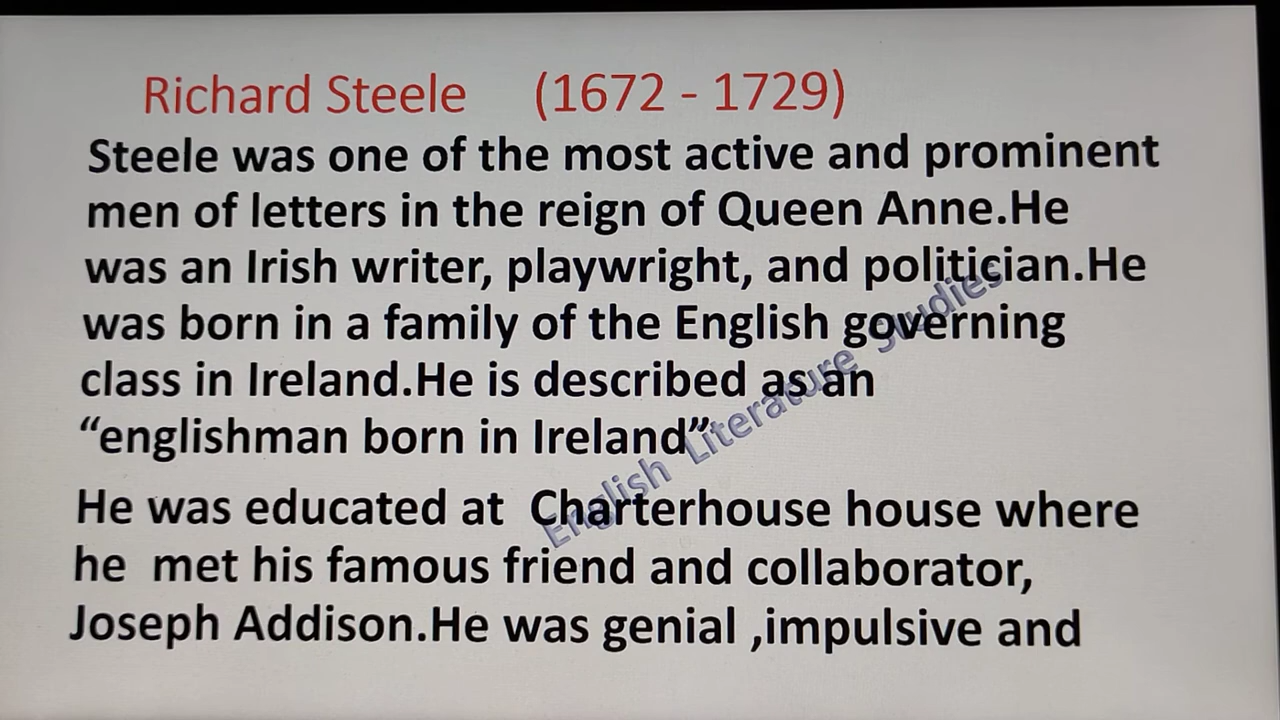 Richard Steele (1672 - 1729)
Steele was one of the most active and prominent
men of letters in the reign of Queen Anne.He
was an Irish writer, playwright, and politician.He
was born in a family of the English governing
class in Ireland.He is described as an
“englishman born in Ireland”
He was educated at  Charterhouse house where
he  met his famous friend and collaborator,
Joseph Addison.He was genial ,impulsive and
English Literature Studies